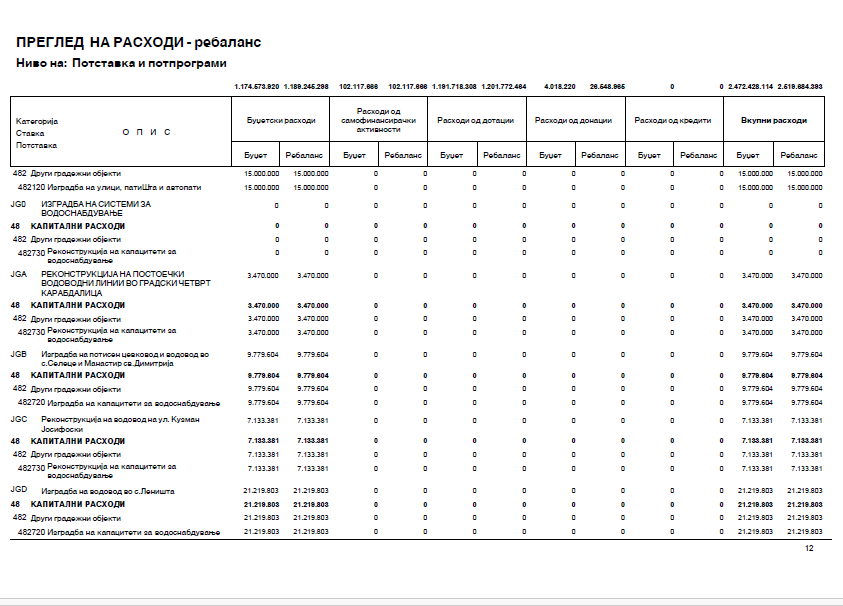 ПРЕГЛЕД НА РАСХОДИ - ребаланс
Ниво на: Потставка и потпрограми
1.174.573.920 1.189.245.298 102.117.666 102.117.666 1.191.718.308 1.201.772.464 4.018.220 26.548.965 0 0 2.472.428.114 2.519.684.393
Категорија
Ставка
Потставка
О П И С
Буџетски расходи
Расходи од
самофинансирачки
активности
Расходи од дотации
Расходи од донации
Расходи од кредити
Вкупни расходи
Буџет Ребаланс Буџет Ребаланс Буџет Ребаланс Буџет Ребаланс Буџет Ребаланс Буџет Ребаланс
482 Други градежни објекти 15.000.000 15.000.000 0 0 0 0 0 0 0 0 15.000.000 15.000.000
482120 Изградба на улици, патиШта и автопати 15.000.000 15.000.000 0 0 0 0 0 0 0 0 15.000.000 15.000.000
JG0 ИЗГРАДБА НА СИСТЕМИ ЗА 0 0 0 0 0 0 0 0 0 0 0 0
ВОДОСНАБДУВАЊЕ
48 КАПИТАЛНИ РАСХОДИ 0 0 0 0 0 0 0 0 0 0 0 0
482 Други градежни објекти 0 0 0 0 0 0 0 0 0 0 0 0
482730 Реконструкција на капацитети за 0 0 0 0 0 0 0 0 0 0 0 0
водоснабдување
JGA РЕКОНСТРУКЦИЈА НА ПОСТОЕЧКИ 3.470.000 3.470.000 0 0 0 0 0 0 0 0 3.470.000 3.470.000
ВОДОВОДНИ ЛИНИИ ВО ГРАДСКИ ЧЕТВРТ
КАРАБДАЛИЦА
48 КАПИТАЛНИ РАСХОДИ 3.470.000 3.470.000 0 0 0 0 0 0 0 0 3.470.000 3.470.000
482 Други градежни објекти 3.470.000 3.470.000 0 0 0 0 0 0 0 0 3.470.000 3.470.000
482730 Реконструкција на капацитети за 3.470.000 3.470.000 0 0 0 0 0 0 0 0 3.470.000 3.470.000
водоснабдување
JGB Изградба на потисен цевковод и водовод во 9.779.604 9.779.604 0 0 0 0 0 0 0 0 9.779.604 9.779.604
с.Селеце и Манастир св.Димитрија
48 КАПИТАЛНИ РАСХОДИ 9.779.604 9.779.604 0 0 0 0 0 0 0 0 9.779.604 9.779.604
482 Други градежни објекти 9.779.604 9.779.604 0 0 0 0 0 0 0 0 9.779.604 9.779.604
482720 Изградба на капацитети за водоснабдување 9.779.604 9.779.604 0 0 0 0 0 0 0 0 9.779.604 9.779.604
JGC Реконструкција на водовод на ул. Кузман 7.133.381 7.133.381 0 0 0 0 0 0 0 0 7.133.381 7.133.381
Јосифоски
48 КАПИТАЛНИ РАСХОДИ 7.133.381 7.133.381 0 0 0 0 0 0 0 0 7.133.381 7.133.381
482 Други градежни објекти 7.133.381 7.133.381 0 0 0 0 0 0 0 0 7.133.381 7.133.381
482730 Реконструкција на капацитети за 7.133.381 7.133.381 0 0 0 0 0 0 0 0 7.133.381 7.133.381
водоснабдување
JGD Изградба на водовод во с.Леништа 21.219.803 21.219.803 0 0 0 0 0 0 0 0 21.219.803 21.219.803
48 КАПИТАЛНИ РАСХОДИ 21.219.803 21.219.803 0 0 0 0 0 0 0 0 21.219.803 21.219.803
482 Други градежни објекти 21.219.803 21.219.803 0 0 0 0 0 0 0 0 21.219.803 21.219.803
482720 Изградба на капацитети за водоснабдување 21.219.803 21.219.803 0 0 0 0 0 0 0 0 21.219.803 21.219.803
12